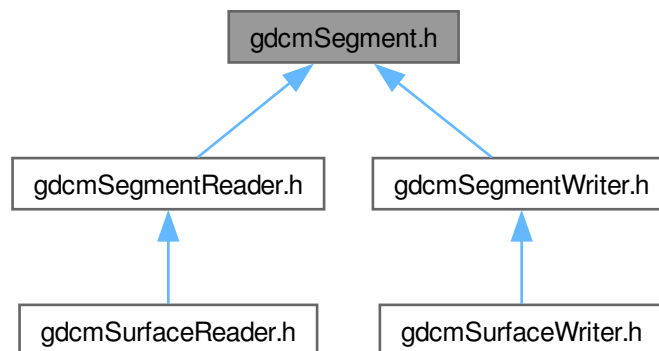 gdcmSegment.h
gdcmSegmentReader.h
gdcmSegmentWriter.h
gdcmSurfaceReader.h
gdcmSurfaceWriter.h